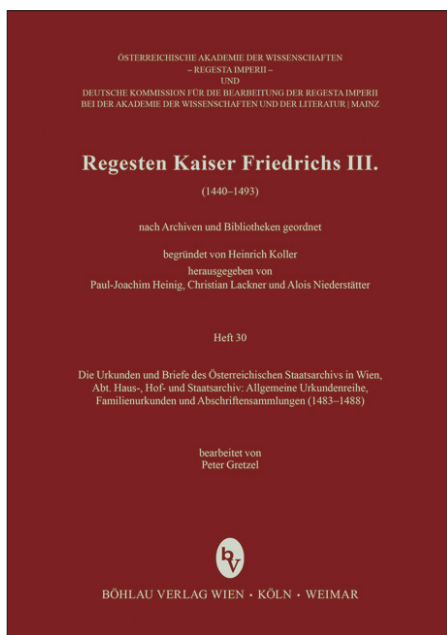 ÖSTERREICHISCHE AKADEMIE DER WISSENSCHAFTEN
– REGESTA IMPERII –
UND
DEUTSCHE KOMMISSION FÜR DIE BEARBEITUNG DER REGESTA IMPERII
BEI DER AKADEMIE DER WISSENSCHAFTEN UND DER LITERATUR | MAINZ
Regesten Kaiser Friedrichs III.
(1440–1493)
nach Archiven und Bibliotheken geordnet
begründet von Heinrich Koller
herausgegeben von
Paul-Joachim Heinig, Christian Lackner und Alois Niederstätter
Heft 30
Die Urkunden und Briefe des Österreichischen Staatsarchivs in Wien,
Abt. Haus-, Hof- und Staatsarchiv: Allgemeine Urkundenreihe,
Familienurkunden und Abschriftensammlungen (1483–1488)
bearbeitet von
Peter Gretzel
bV
BÖHLAU VERLAG WIEN · KÖLN · WEIMAR